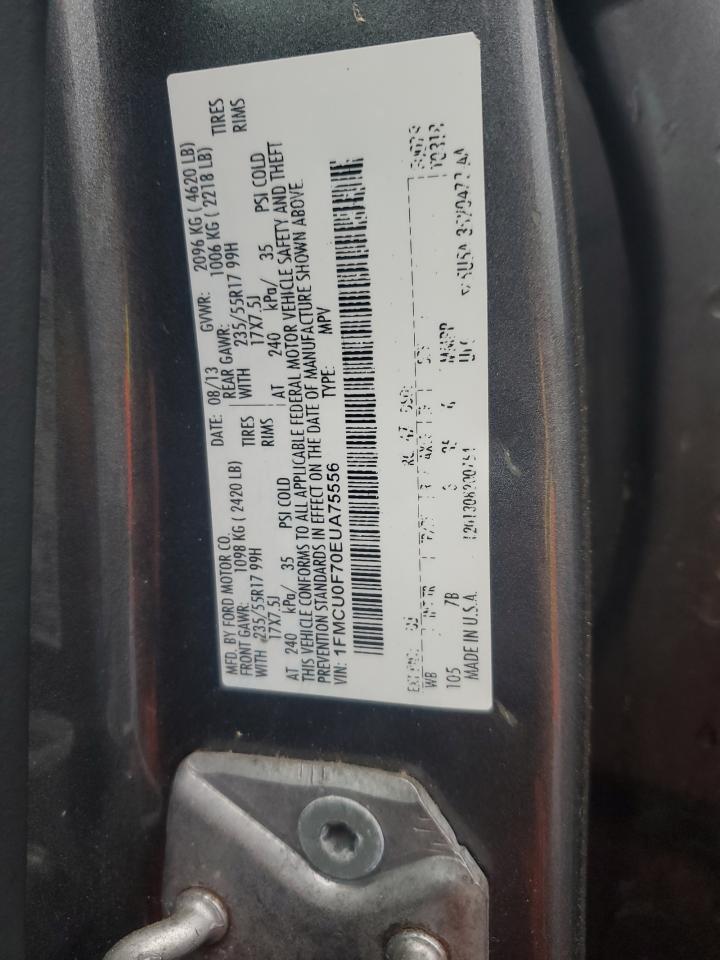 MFD. BY FORD MOTOR CO.
DATE: 08/13 GVWR: 2096 KG ( 4620 LB)
FRONT GAWR: 1098 KG ( 2420 LB) REAR GAWR: 1006 KG ( 2218 LB)
WITH 235/55R17 99H TIRES WITH 235/55R17 99H TIRES
17X7.5J RIMS 17X7.5J RIMS
AT 240 kPa/ 35 PSI COLD AT 240 kPa/ 35 PSI COLD
THIS VEHICLE CONFORMS TO ALL APPLICABLE FEDERAL MOTOR VEHICLE SAFETY AND THEFT
PREVENTION STANDARDS IN EFFECT ON THE DATE OF MANUFACTURE SHOWN ABOVE.
VIN: 1FMCU0F70EUA75556 TYPE: MPV
WB
105 7B
MADE IN U.S.A.